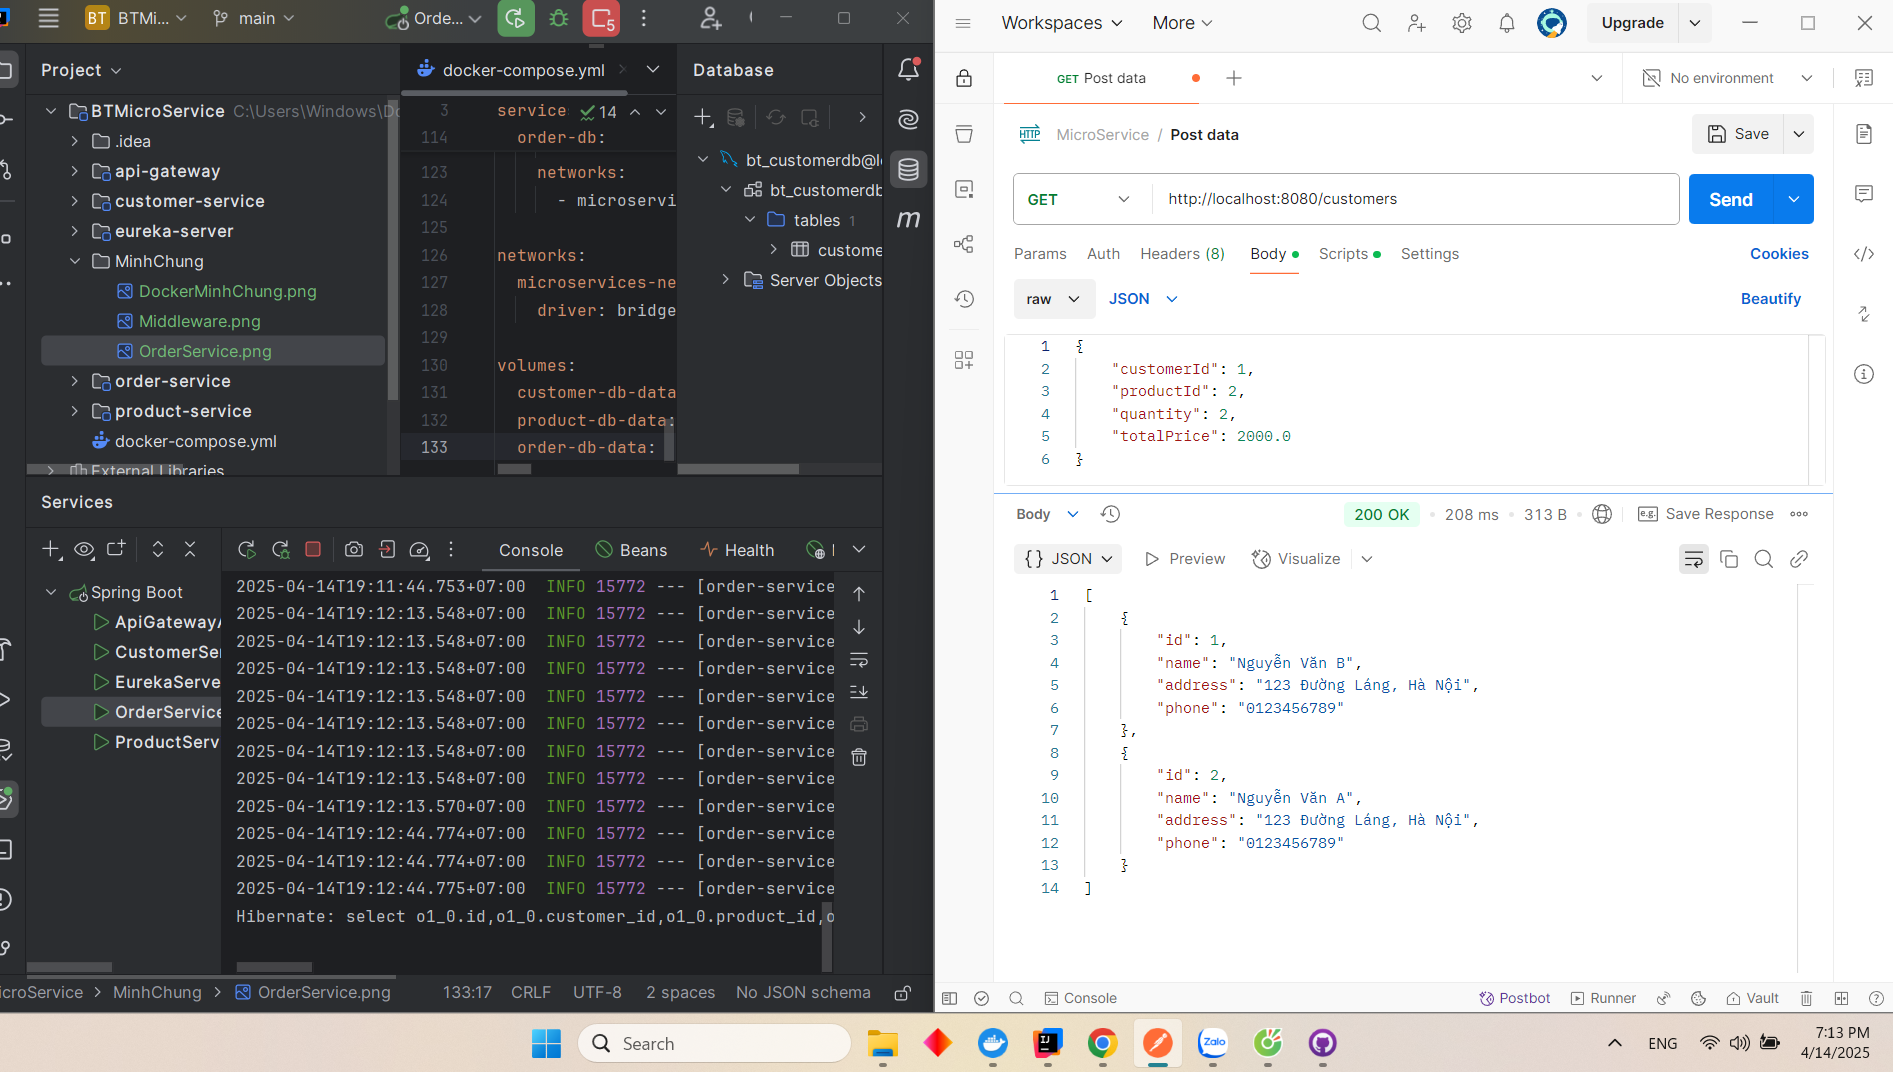 BT
BTMi...
main
Orde...
5
Project
BTMicroService C:\Users\Windows\Do
.idea
api-gateway
customer-service
eureka-server
MinhChung
DockerMinhChung.png
Middleware.png
OrderService.png
order-service
product-service
docker-compose.yml
External Libraries
docker-compose.yml
14
3 service
114 order-db:
123 networks:
124 - microservi
125
126 networks:
127 microservices-ne
128 driver: bridge
129
130 volumes:
131 customer-db-data
132 product-db-data:
133 order-db-data:
Database
bt_customerdb@l
bt_customerdb
tables 1
custome
Server Objects
m
Services
Console
Beans
Health
Spring Boot
ApiGateway
CustomerSe
EurekaServe
OrderService
ProductServ
2025-04-14T19:11:44.753+07:00 INFO 15772 --- [order-service
2025-04-14T19:12:13.548+07:00 INFO 15772 --- [order-service
2025-04-14T19:12:13.548+07:00 INFO 15772 --- [order-service
2025-04-14T19:12:13.548+07:00 INFO 15772 --- [order-service
2025-04-14T19:12:13.548+07:00 INFO 15772 --- [order-service
2025-04-14T19:12:13.548+07:00 INFO 15772 --- [order-service
2025-04-14T19:12:13.548+07:00 INFO 15772 --- [order-service
2025-04-14T19:12:13.548+07:00 INFO 15772 --- [order-service
2025-04-14T19:12:13.570+07:00 INFO 15772 --- [order-service
2025-04-14T19:12:44.774+07:00 INFO 15772 --- [order-service
2025-04-14T19:12:44.774+07:00 INFO 15772 --- [order-service
2025-04-14T19:12:44.775+07:00 INFO 15772 --- [order-service
Hibernate: select o1_0.id,o1_0.customer_id,o1_0.product_id,o
icroService > MinhChung > OrderService.png
133:17
CRLF
UTF-8
2 spaces
No JSON schema
Workspaces
More
Upgrade
GET Post data
No environment
HTTP
MicroService / Post data
Save
GET
http://localhost:8080/customers
Send
Params
Auth
Headers (8)
Body
Scripts
Settings
Cookies
raw
JSON
Beautify
1 {
2 "customerId": 1,
3 "productId": 2,
4 "quantity": 2,
5 "totalPrice": 2000.0
6 }
Body
200 OK
208 ms
313 B
e.g.
Save Response
{} JSON
Preview
Visualize
1 [
2 {
3 "id": 1,
4 "name": "Nguyễn Văn B",
5 "address": "123 Đường Láng, Hà Nội",
6 "phone": "0123456789"
7 },
8 {
9 "id": 2,
10 "name": "Nguyễn Văn A",
11 "address": "123 Đường Láng, Hà Nội",
12 "phone": "0123456789"
13 }
14 ]
Console
Postbot
Runner
Vault
Search
IJ
Zalo
ENG
7:13 PM
4/14/2025